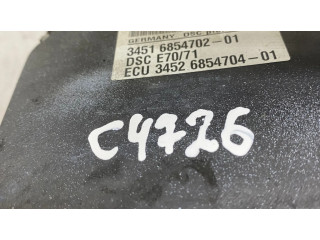 GERMANY DSC
3451 6854702-01
DSC E70/71
ECU 3452 6854704-01
C4726